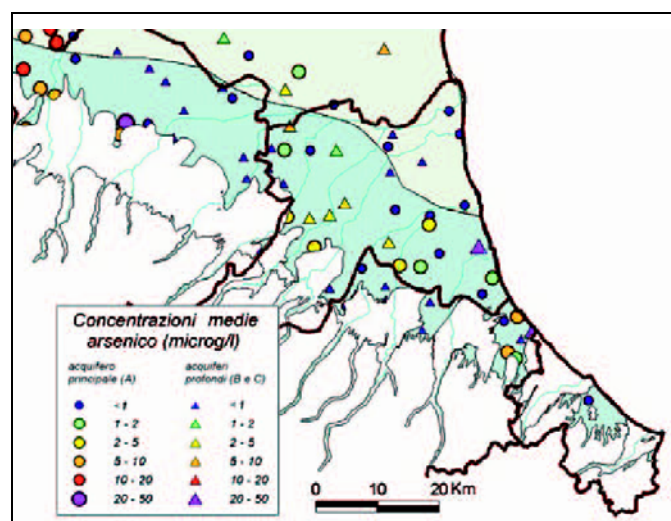 Concentrazioni medie
arsenico (microg/l)
acquifero principale (A)
acquiferi profondi (B e C)
<1 <1
1 - 2 1 - 2
2 - 5 2 - 5
5 - 10 5 - 10
10 - 20 10 - 20
20 - 50 20 - 50
0 10 20 Km